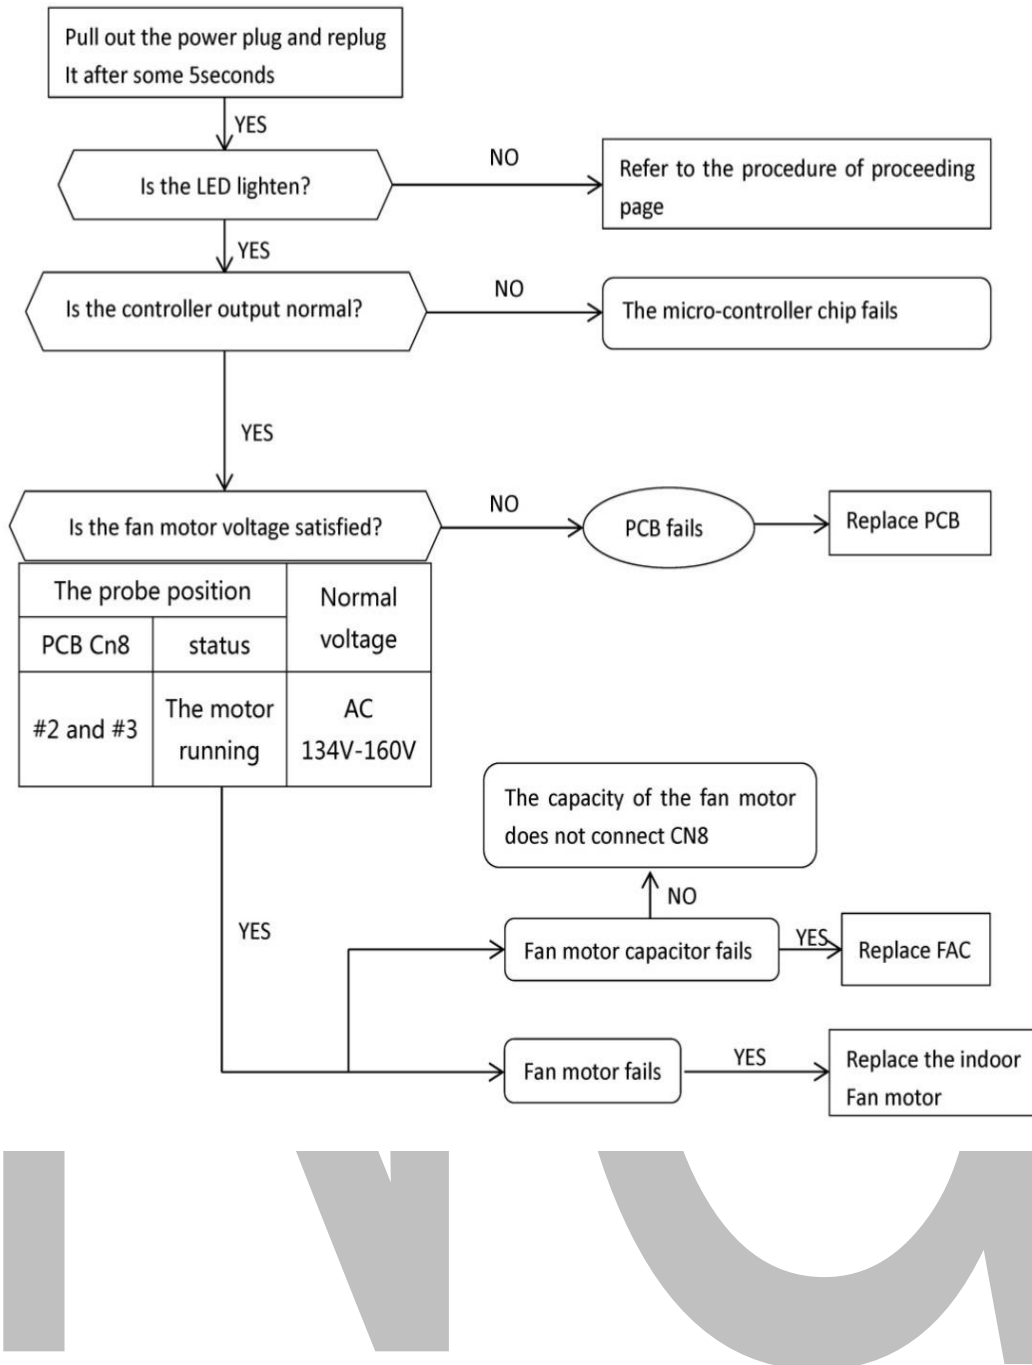 Pull out the power plug and replug
It after some 5seconds
YES
Is the LED lighten?
NO
Refer to the procedure of proceeding
page
YES
Is the controller output normal?
NO
The micro-controller chip fails
YES
Is the fan motor voltage satisfied?
NO
PCB fails
Replace PCB
The probe position
Normal
voltage
PCB Cn8
status
#2 and #3
The motor
running
AC
134V-160V
The capacity of the fan motor
does not connect CN8
NO
YES
Fan motor capacitor fails
YES
Replace FAC
Fan motor fails
YES
Replace the indoor
Fan motor